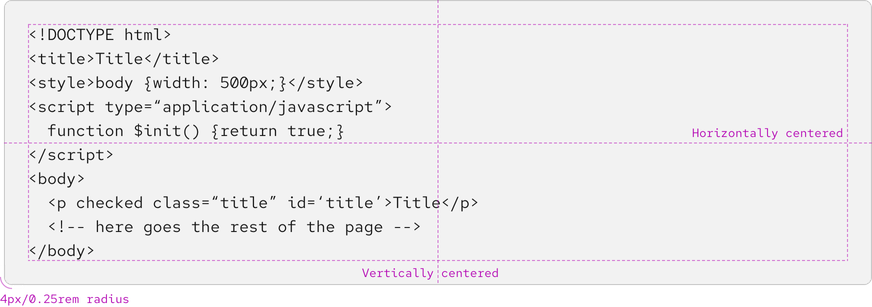 <!DOCTYPE html>
<title>Title</title>
<style>body {width: 500px;}</style>
<script type=“application/javascript”>
  function $init() {return true;}
Horizontally centered
</script>
<body>
  <p checked class=“title” id=‘title’>Title</p>
  <!-- here goes the rest of the page -->
</body>
Vertically centered
4px/0.25rem radius